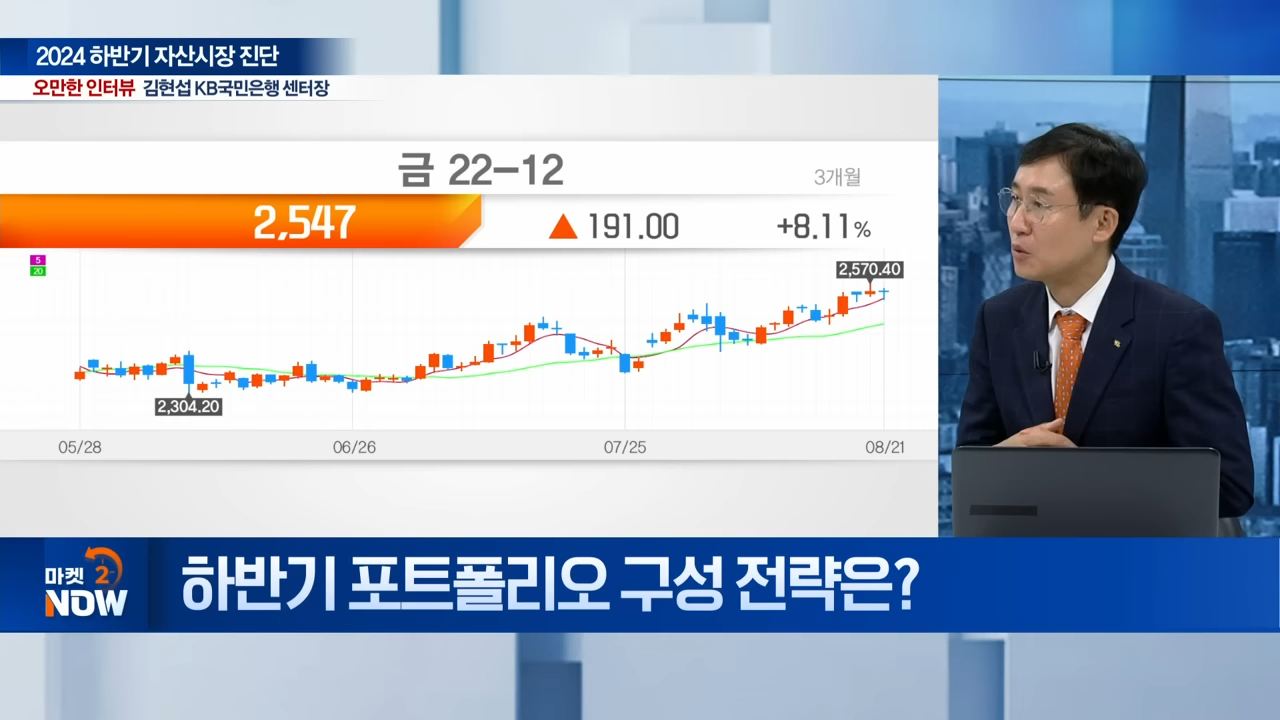 2024 하반기 자산시장 진단
오만한 인터뷰 김현섭 KB국민은행 센터장
금 22-12
3개월
2,547 ▲ 191.00 +8.11%
5
20
2,570.40
2,304.20
05/28 06/26 07/25 08/21
마켓 2
NOW
하반기 포트폴리오 구성 전략은?